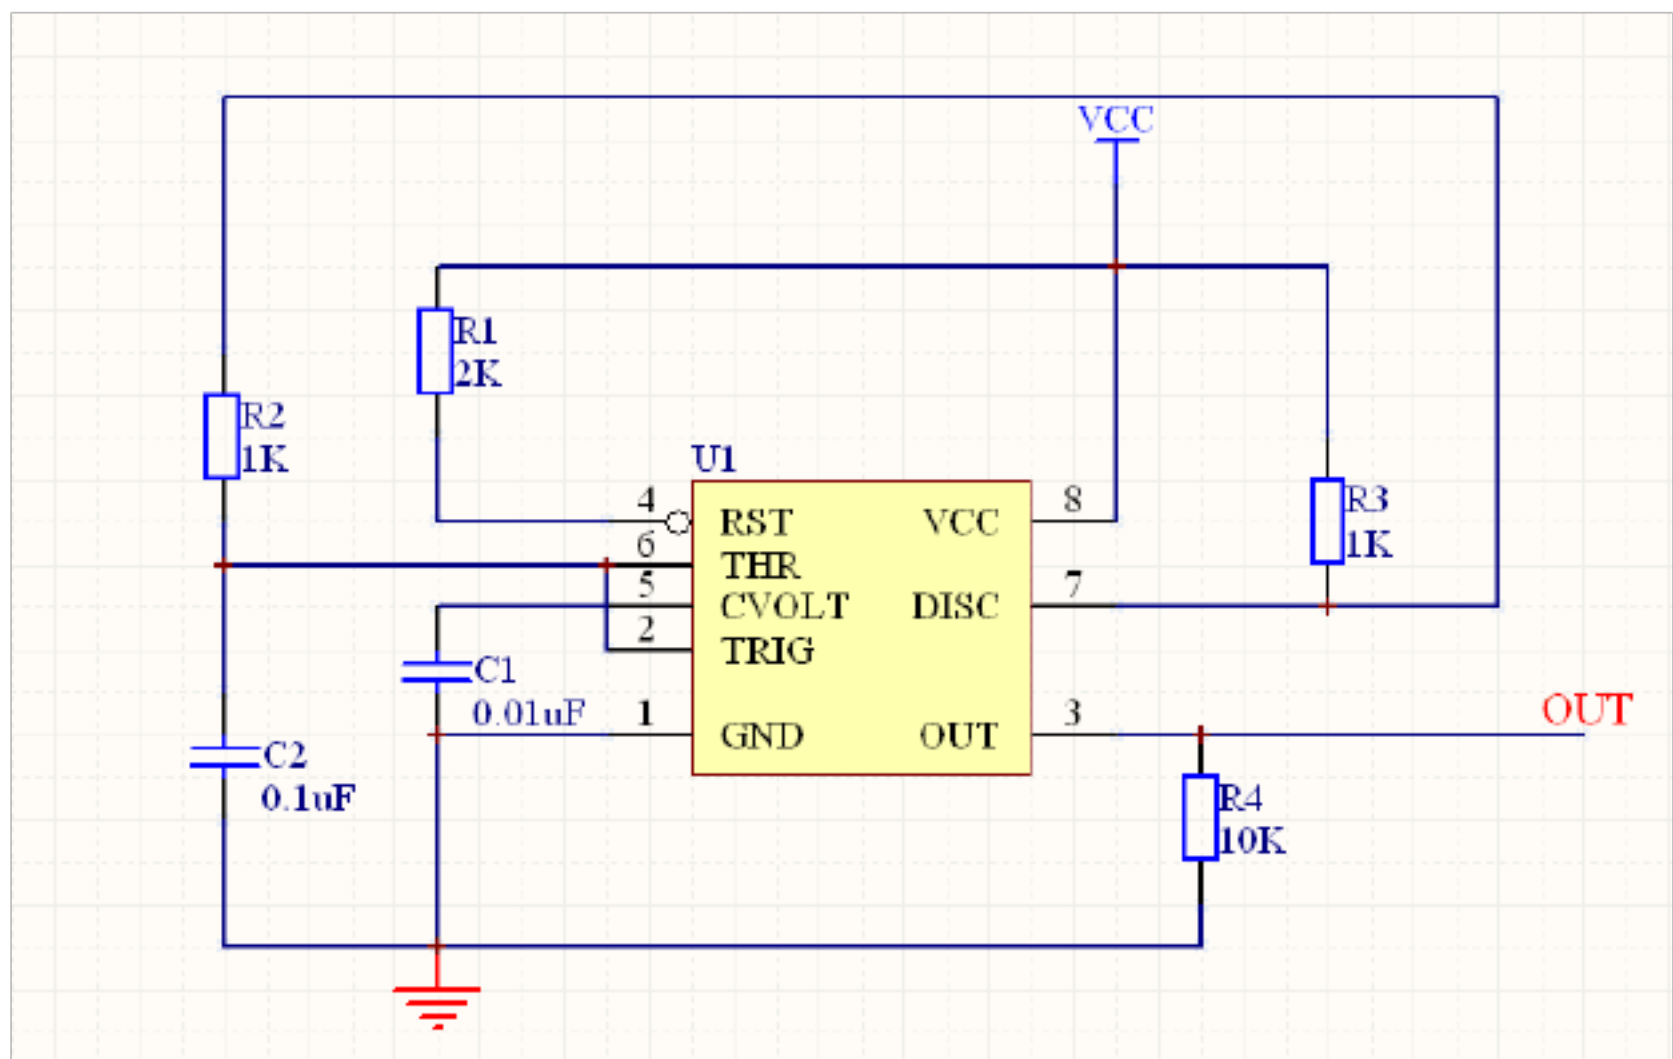 VCC
R1
2K
R2
1K
U1
4
RST
VCC
8
R3
1K
6
THR
5
CVOLT
DISC
7
2
TRIG
C1
0.01uF
1
GND
OUT
3
OUT
C2
0.1uF
R4
10K